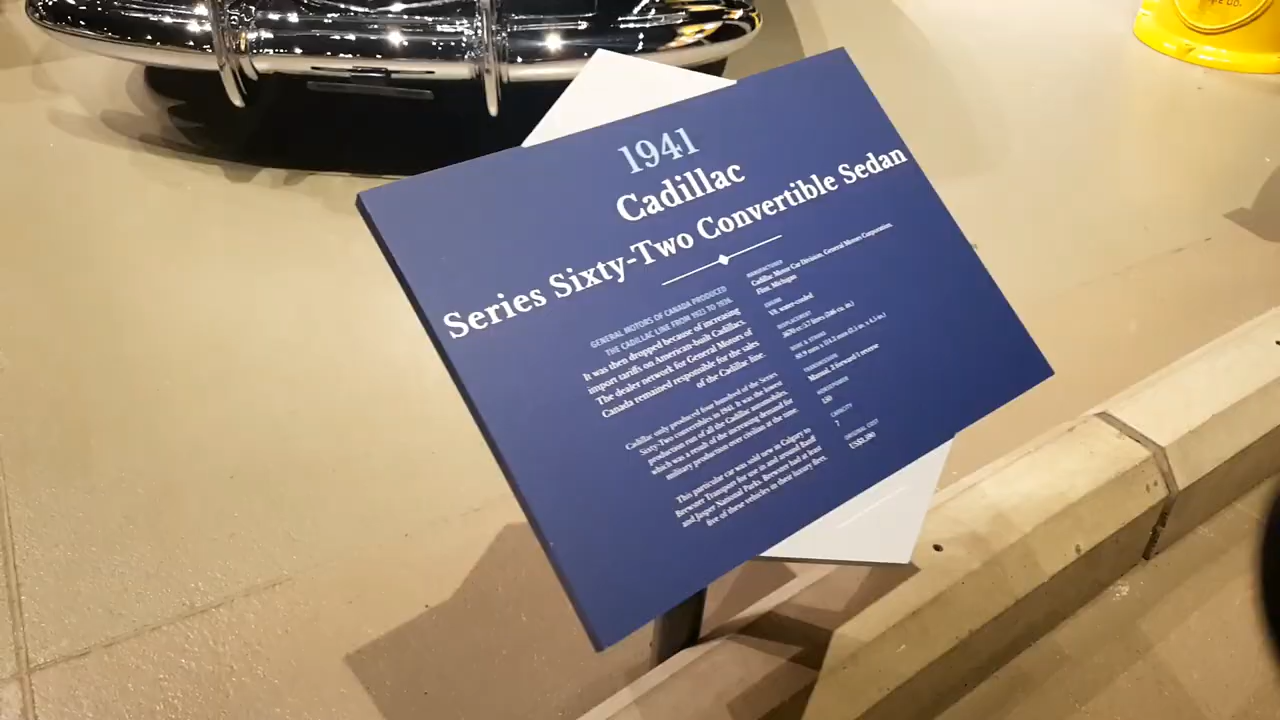 1941
Cadillac
Series Sixty-Two Convertible Sedan
GENERAL MOTORS OF CANADA PRODUCED
THE CADILLAC LINE FROM 1923 TO 1936.
It was then dropped because of increasing
import tariffs on American-built Cadillacs.
The dealer network for General Motors of
Canada remained responsible for the sales
of the Cadillac line.
Cadillac only produced four hundred of the Series
Sixty-Two convertibles in 1941. It was the lowest
production run of all the Cadillac automobiles,
which was a result of the increasing demand for
military production over civilian at the time.
This particular car was sold new in Calgary to
Brewster Transport for use in and around Banff
and Jasper National Parks. Brewster had at least
five of these vehicles in their luxury fleet.
MANUFACTURER
Cadillac Motor Car Division, General Motors Corporation,
Flint, Michigan
ENGINE
V8, water-cooled
DISPLACEMENT
5.7 litres (346 cu. in.)
BORE & STROKE
88.9 mm x 114.3 mm (3.5 in. x 4.5 in.)
TRANSMISSION
Manual, 3 forward 1 reverse
HORSEPOWER
150
CAPACITY
7
ORIGINAL COST